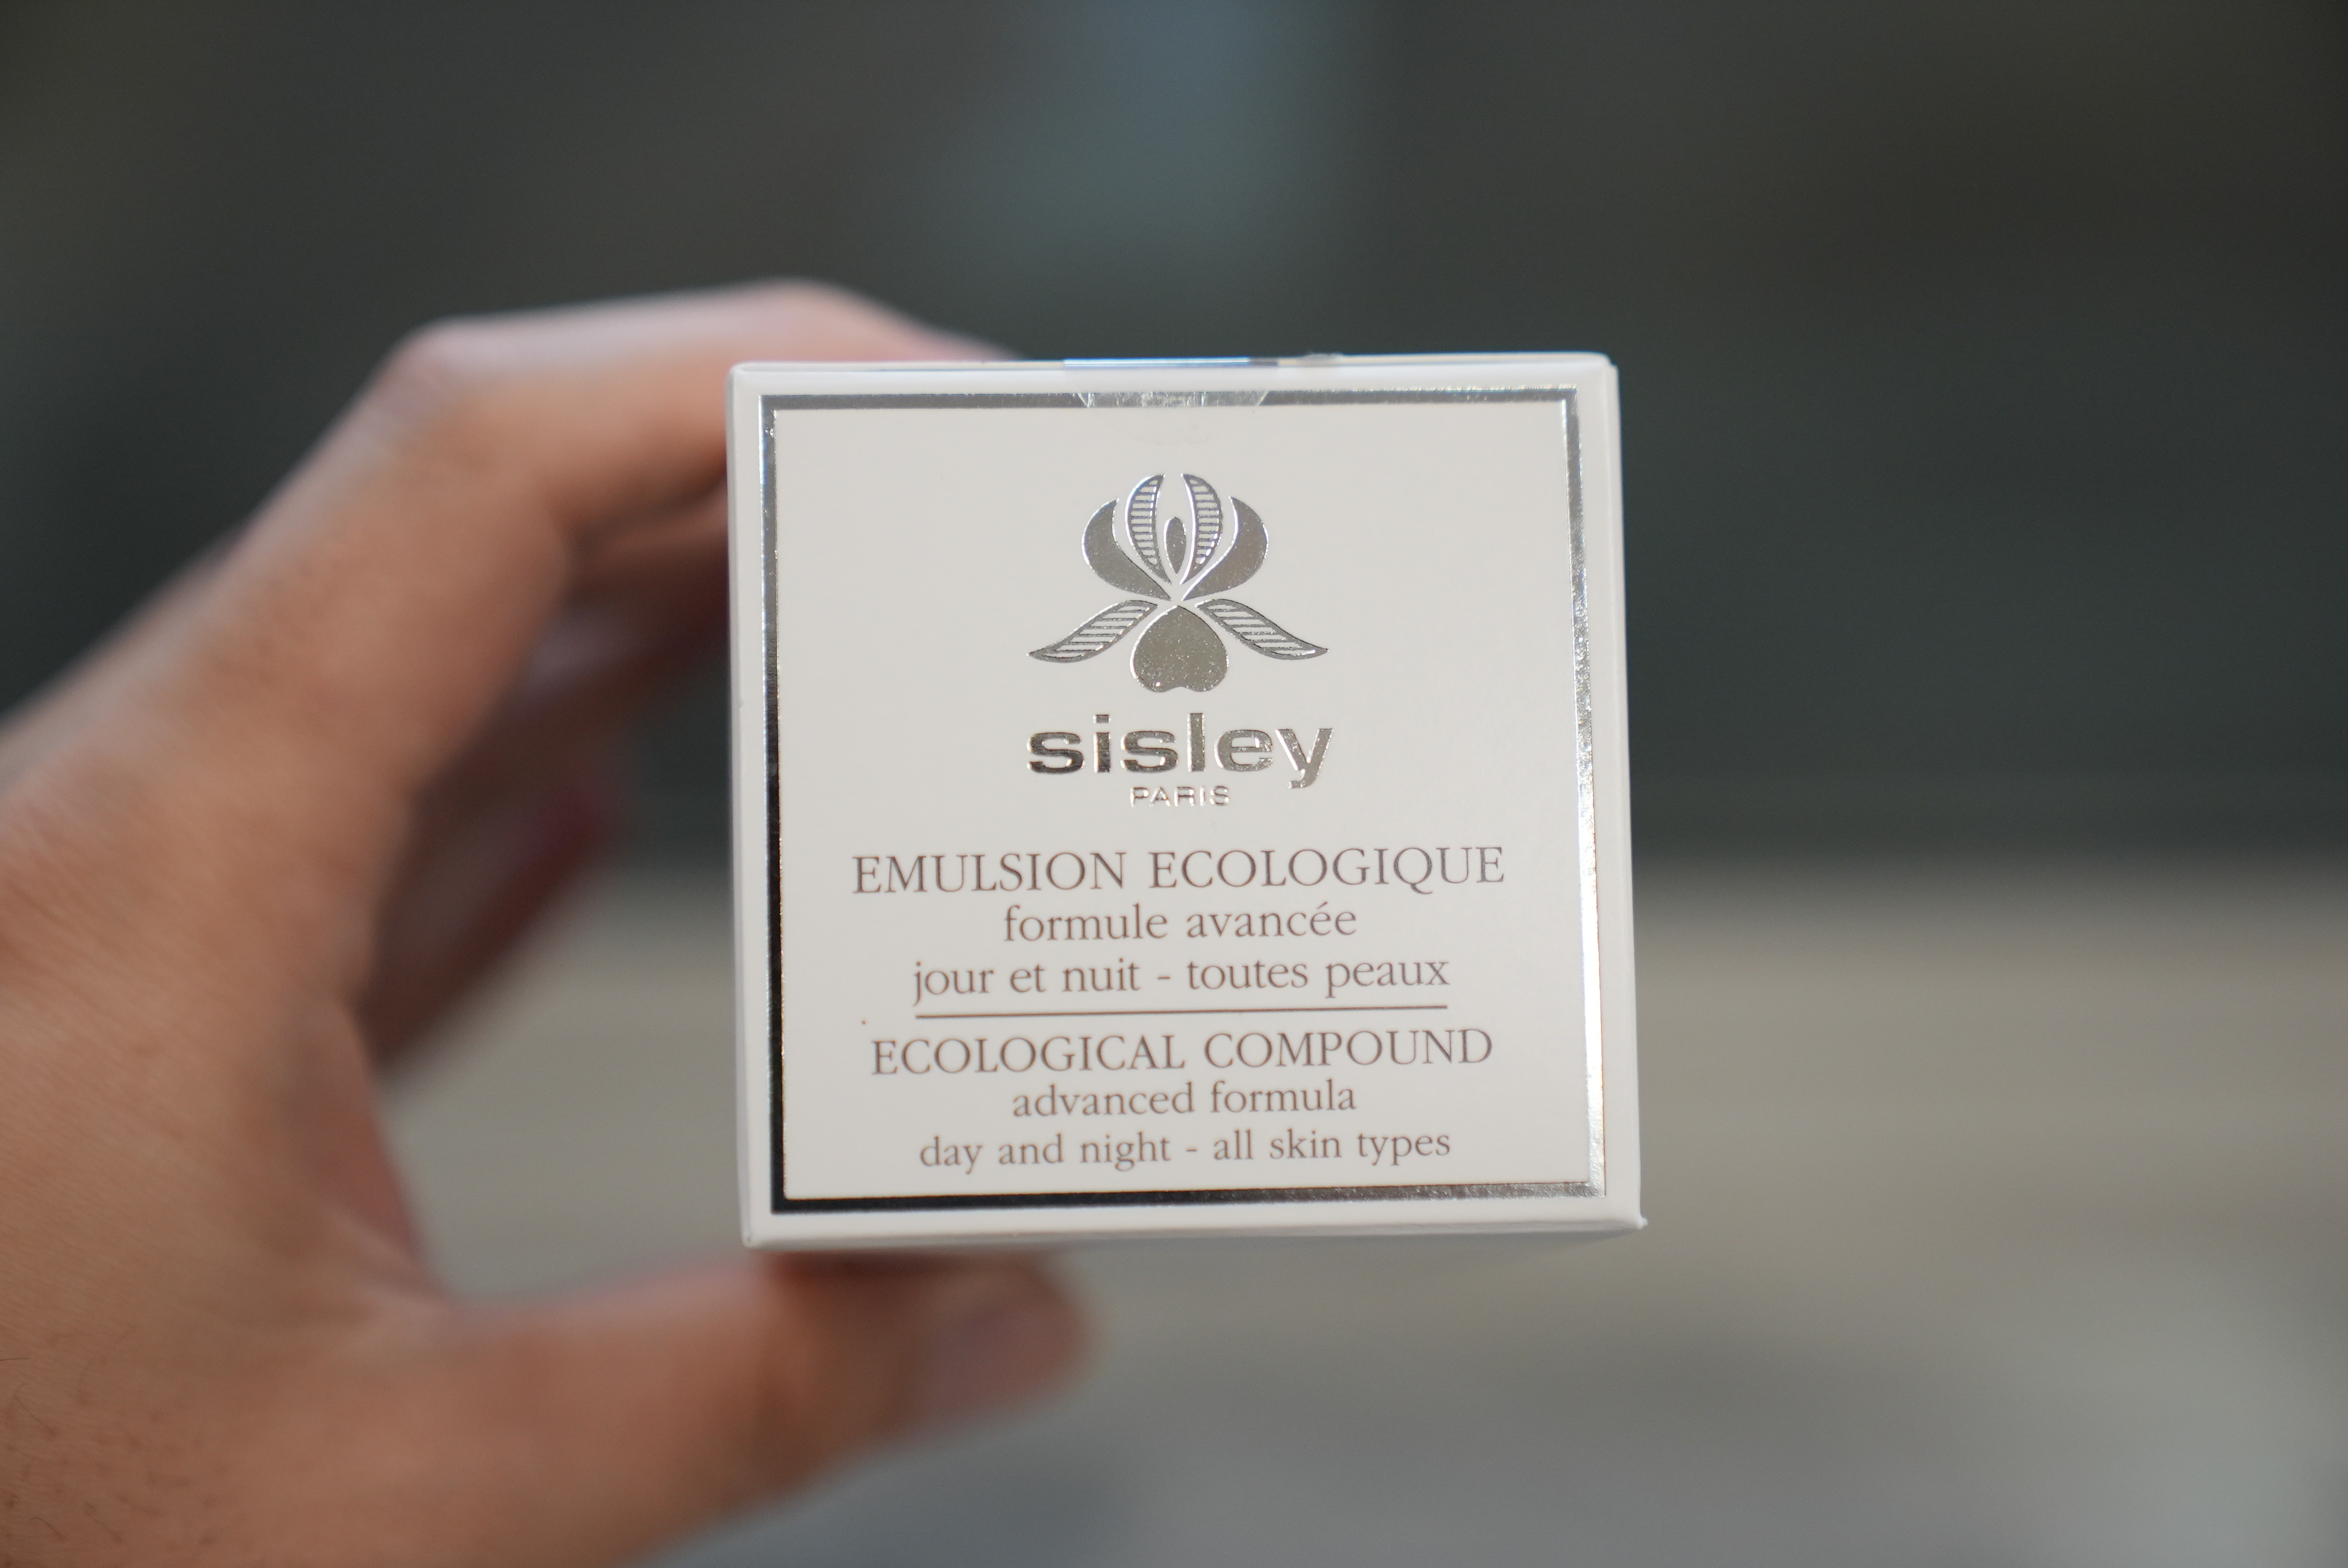 sisley
PARIS
EMULSION ECOLOGIQUE
formule avancée
jour et nuit - toutes peaux
ECOLOGICAL COMPOUND
advanced formula
day and night - all skin types